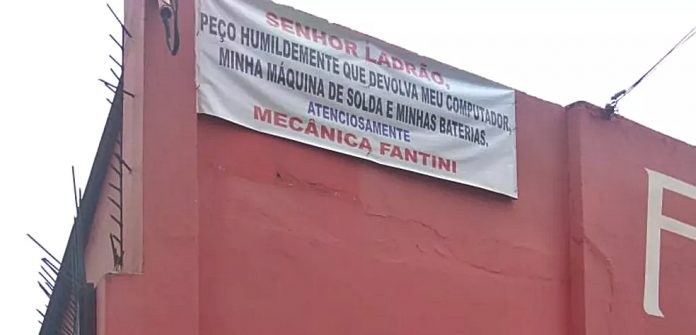 SENHOR LADRÃO,
PEÇO HUMILDEMENTE QUE DEVOLVA MEU COMPUTADOR,
MINHA MÁQUINA DE SOLDA E MINHAS BATERIAS.
ATENCIOSAMENTE
MECÂNICA FANTINI
F